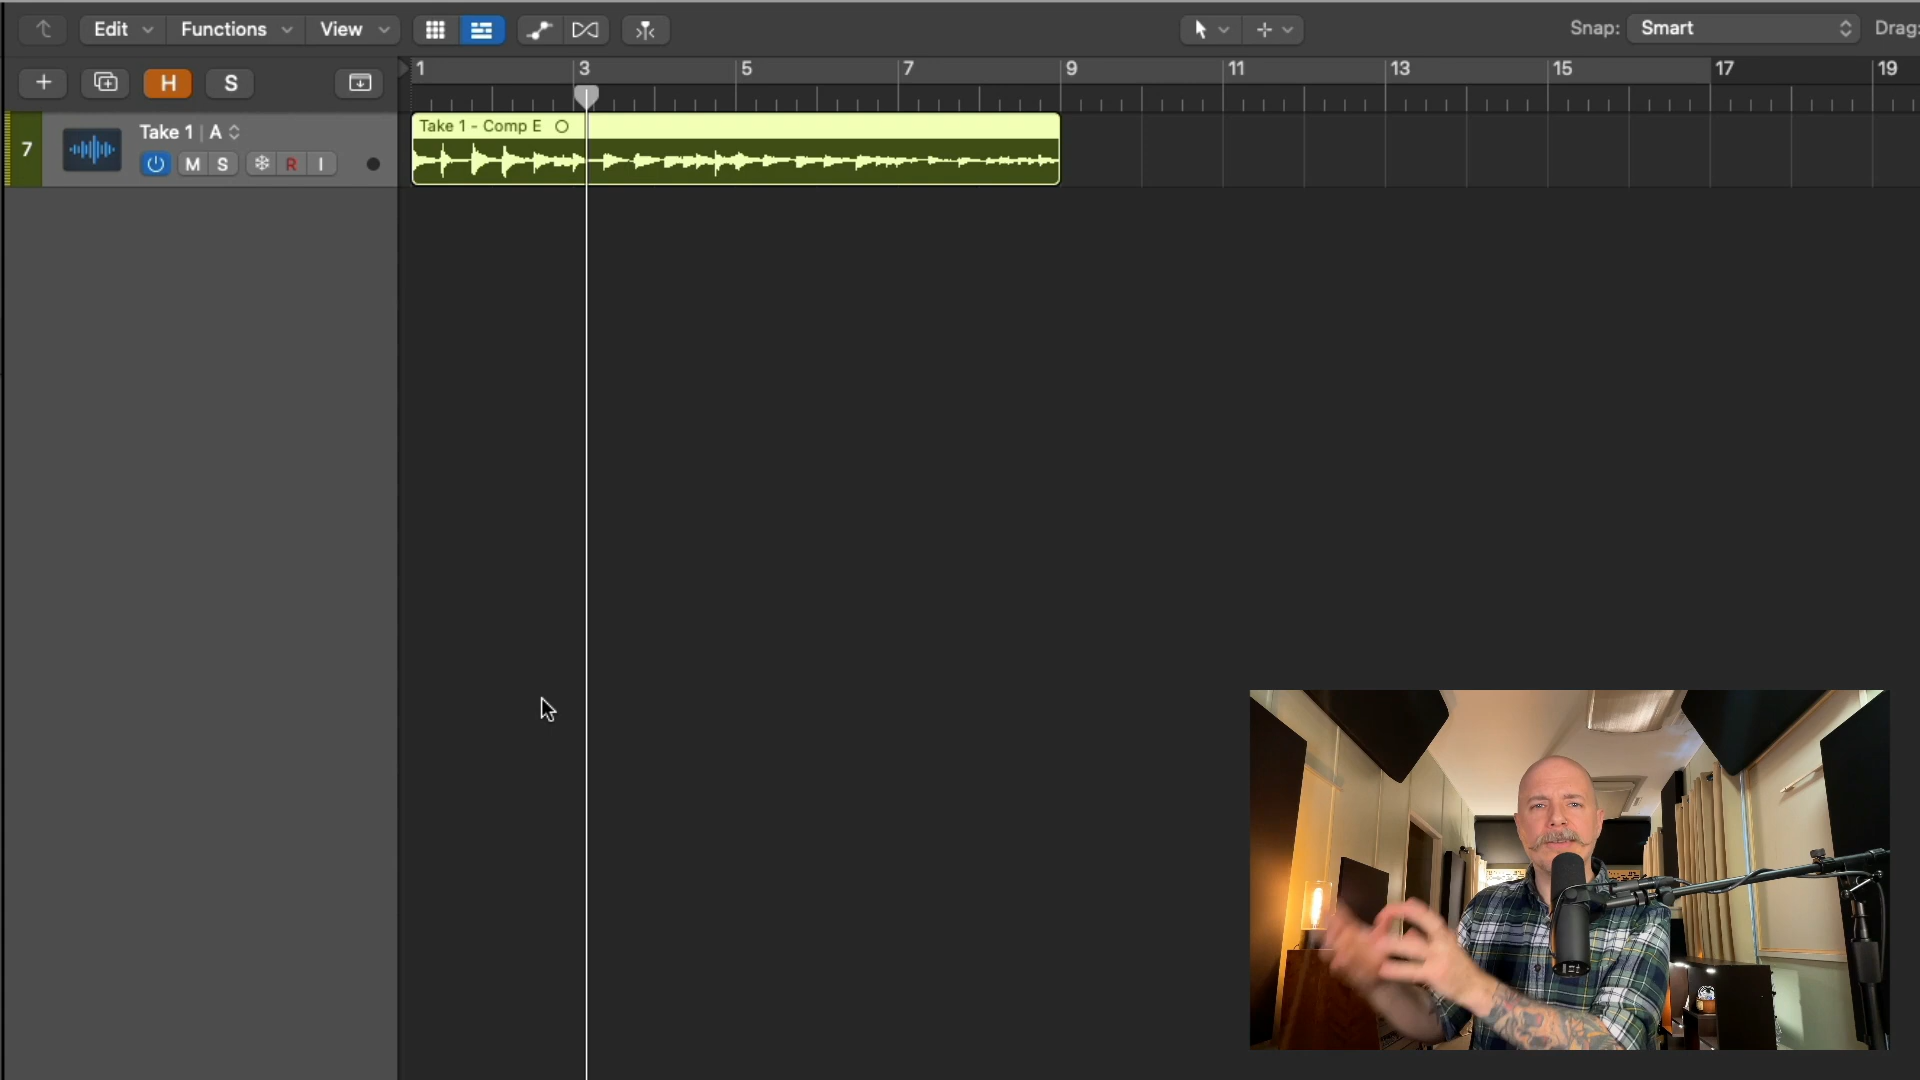 Edit Functions View Snap: Smart Drag:
H S
1 3 5 7 9 11 13 15 17 19
7 Take 1 | A
M S R I
Take 1 - Comp E